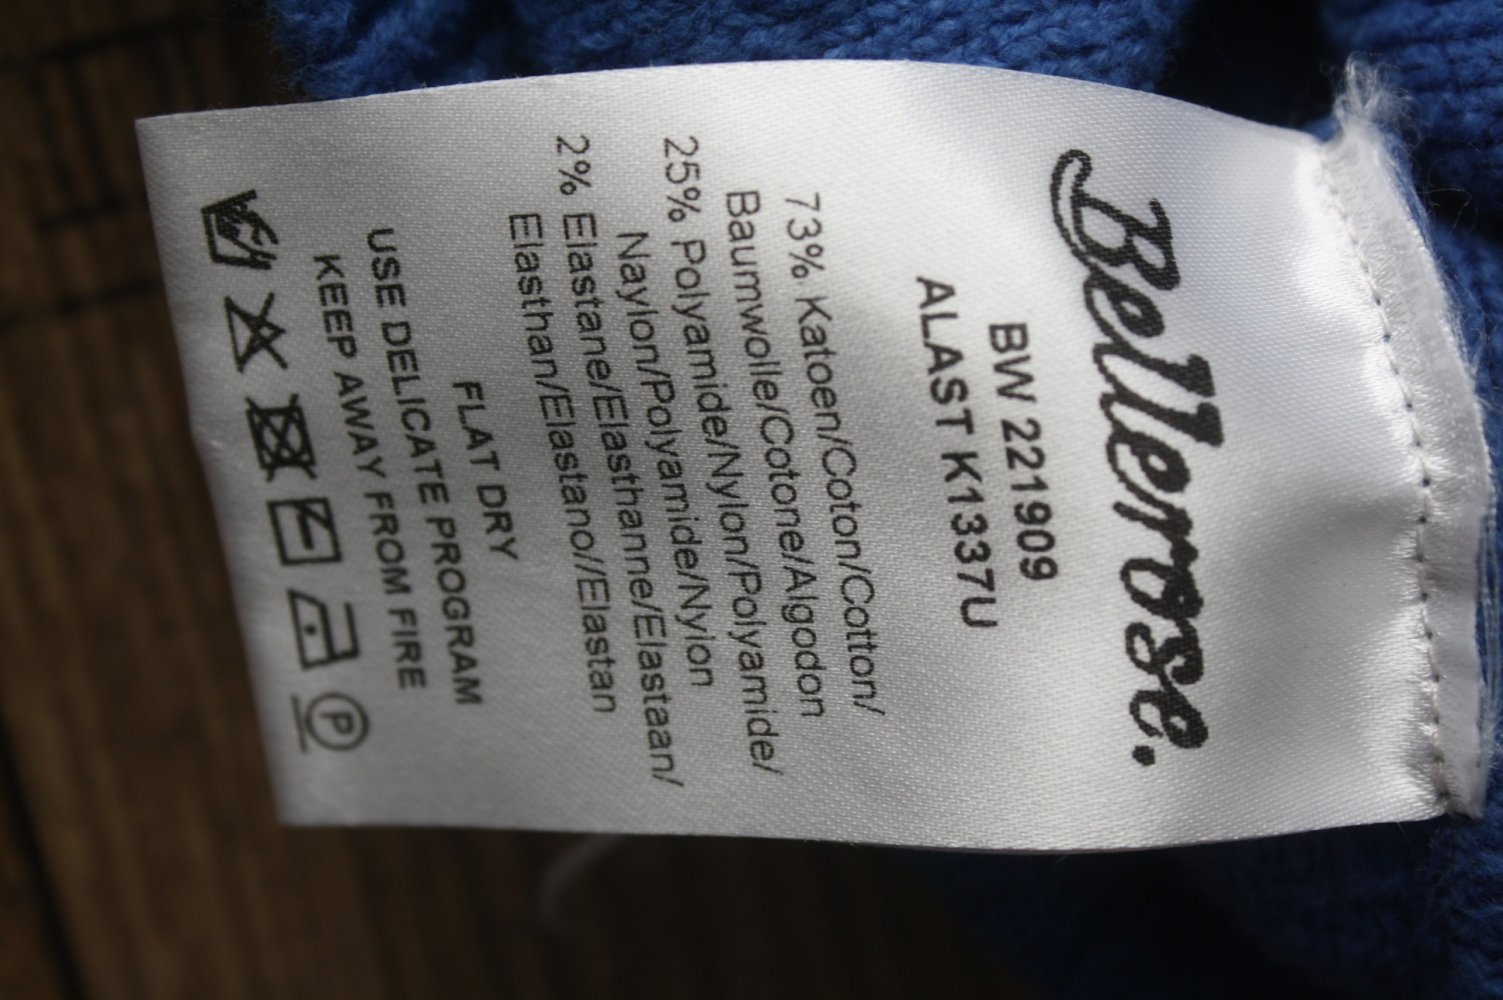 Bellerose.
BW 221909
ALAST K1337U
73% Katoen/Coton/Cotton/
Baumwolle/Cotone/Algodon
25% Polyamide/Nylon/Polyamide/
Naylon/Polyamide/Nylon
2% Elastane/Elasthanne/Elastaan/
Elasthan/Elastano//Elastan
FLAT DRY
USE DELICATE PROGRAM
KEEP AWAY FROM FIRE
P